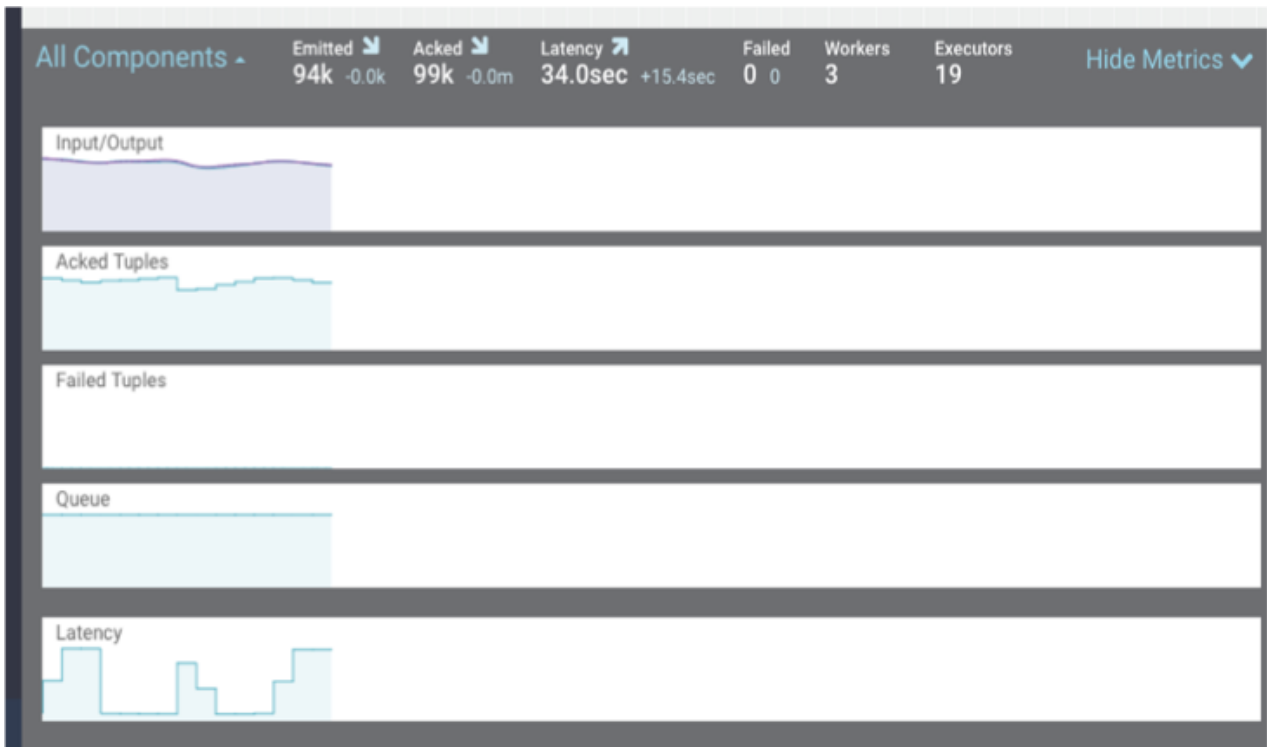 All Components
Emitted Acked Latency Failed Workers Executors
94k -0.0k 99k -0.0m 34.0sec +15.4sec 0 0 3 19
Hide Metrics
Input/Output
Acked Tuples
Failed Tuples
Queue
Latency